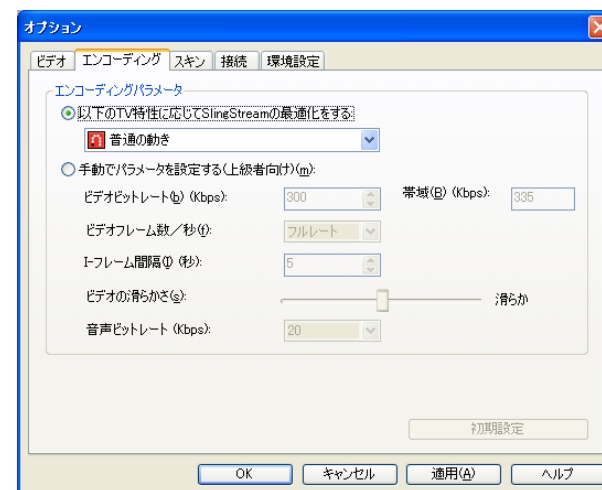 オプション
ビデオ エンコーディング スキン 接続 環境設定
エンコーディングパラメータ
以下のTV特性に応じてSlingStreamの最適化をする:
普通の動き
手動でパラメータを設定する(上級者向け)(m):
ビデオビットレート(b) (Kbps): 300 帯域(B) (Kbps): 335
ビデオフレーム数/秒(f): フルレート
I-フレーム間隔(I) (秒): 5
ビデオの滑らかさ(s): 滑らか
音声ビットレート (Kbps): 20
初期設定
OK キャンセル 適用(A) ヘルプ